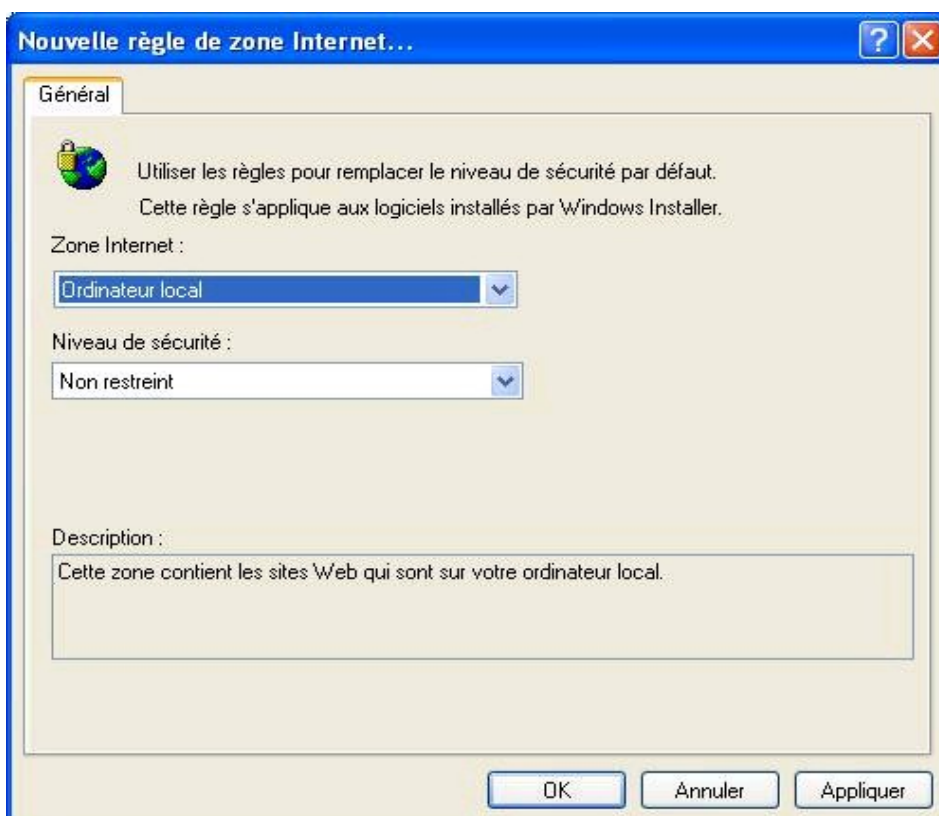 Nouvelle règle de zone Internet...
Général
Utiliser les règles pour remplacer le niveau de sécurité par défaut.
Cette règle s'applique aux logiciels installés par Windows Installer.
Zone Internet :
Ordinateur local
Niveau de sécurité :
Non restreint
Description :
Cette zone contient les sites Web qui sont sur votre ordinateur local.
OK Annuler Appliquer